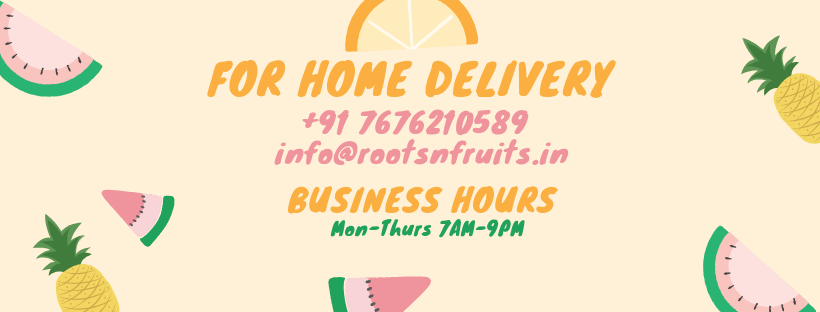 FOR HOME DELIVERY
+91 7676210589
info@rootsnfruits.in
BUSINESS HOURS
Mon-Thurs 7AM-9PM